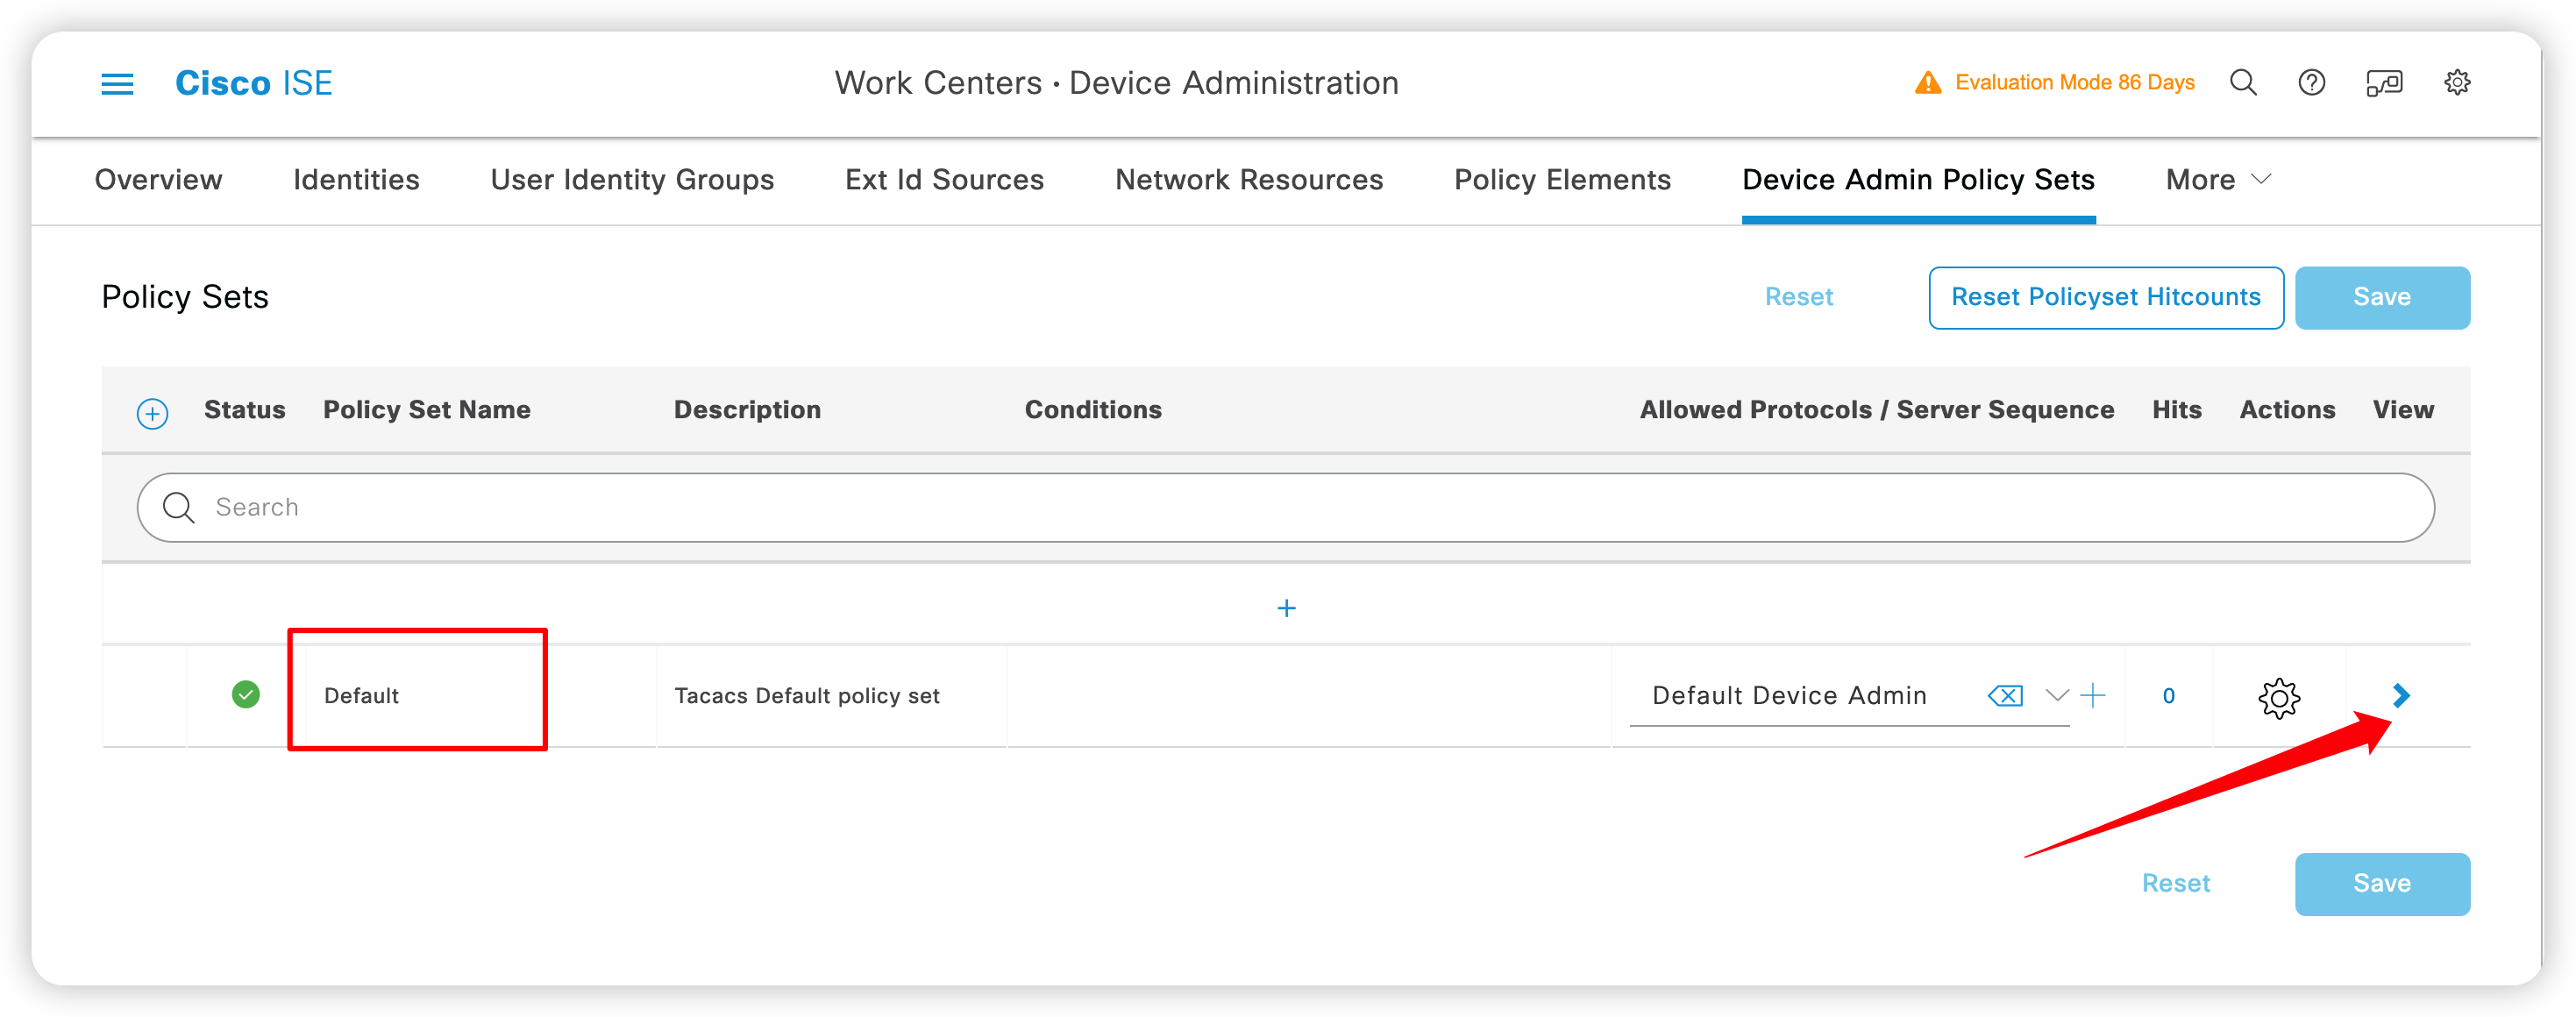 Cisco ISE
Work Centers · Device Administration
Evaluation Mode 86 Days
Overview
Identities
User Identity Groups
Ext Id Sources
Network Resources
Policy Elements
Device Admin Policy Sets
More
Policy Sets
Reset
Reset Policyset Hitcounts
Save
Status
Policy Set Name
Description
Conditions
Allowed Protocols / Server Sequence
Hits
Actions
View
Search
Default
Tacacs Default policy set
Default Device Admin
0
Reset
Save